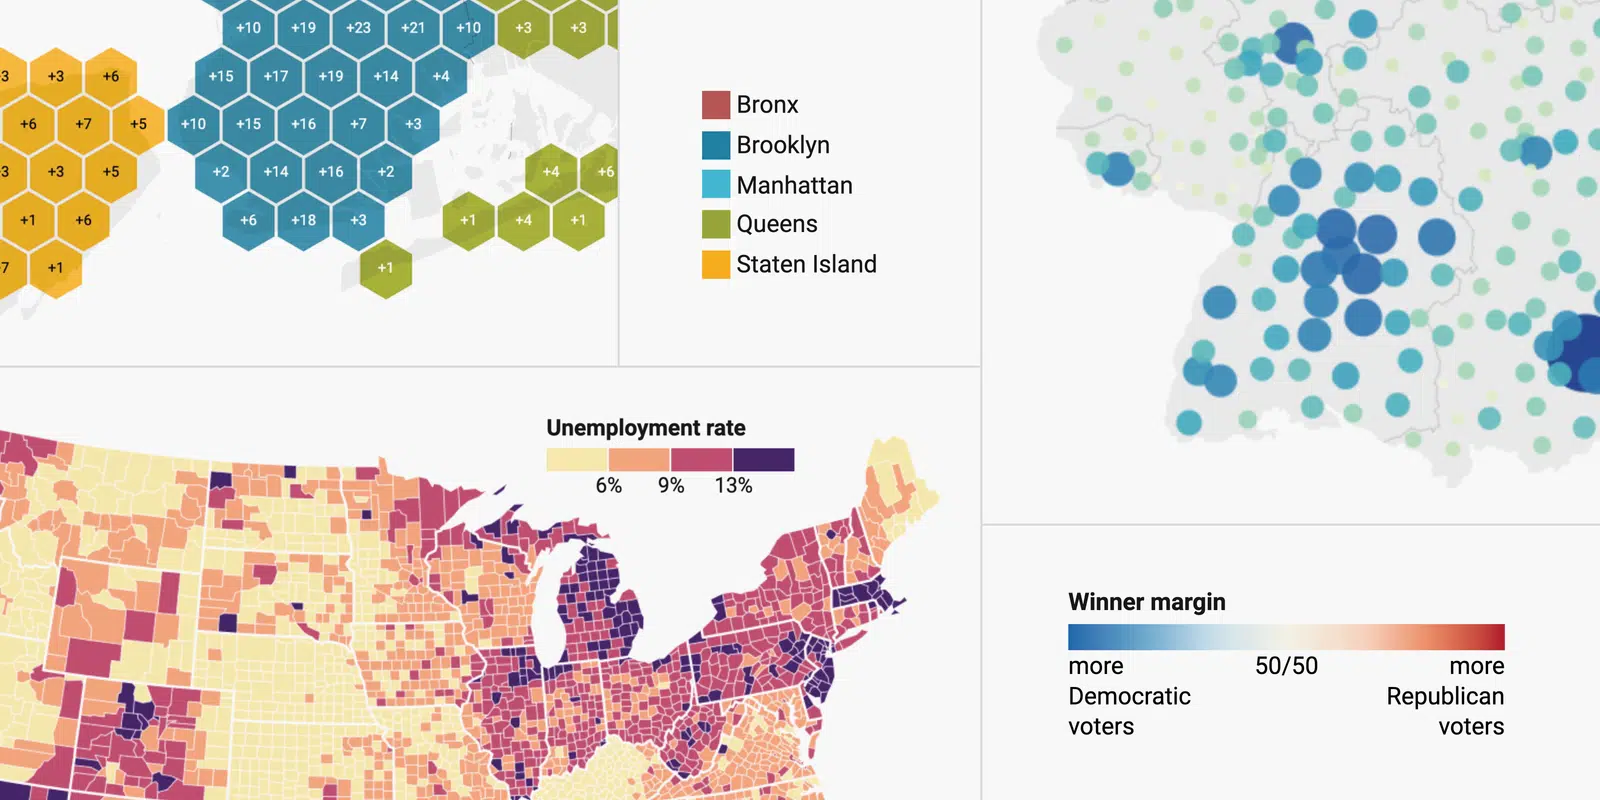 +10 +19 +23 +21 +10 +3 +3
+3 +6 +15 +17 +19 +14 +4
+6 +7 +5 +10 +15 +16 +7 +3
+3 +5 +2 +14 +16 +2 +4 +6
+1 +6 +6 +18 +3 +1 +4 +1
+1 +1
Bronx
Brooklyn
Manhattan
Queens
Staten Island
Unemployment rate
6% 9% 13%
Winner margin
more 50/50 more
Democratic Republican
voters voters